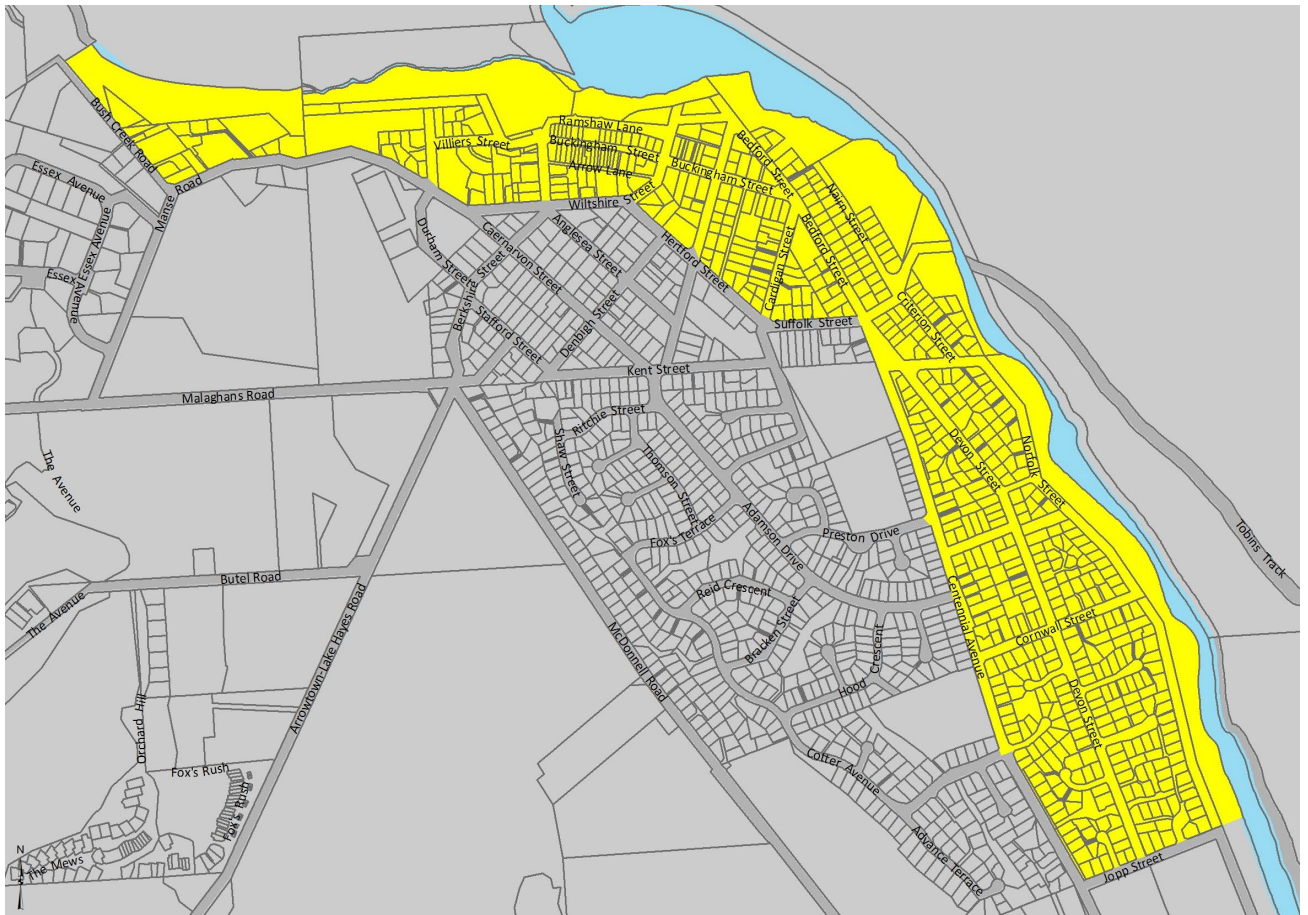 Bush Creek Road
Ramshaw Lane
Villiers Street
Buckingham Street
Bedford Street
Arrow Lane
Buckingham Street
Essex Avenue
Manse Road
Wiltshire Street
Nairn Street
Essex Avenue
Durham Street
Caernarvon Street
Anglesea Street
Hertford Street
Cardigan Street
Bedford Street
Essex Avenue
Berkshire Street
Stafford Street
Denbigh Street
Suffolk Street
Criterion Street
Kent Street
Malaghans Road
Ritchie Street
Shaw Street
Thomson Street
Devon Street
Norfolk Street
The Avenue
Fox's Terrace
Adamson Drive
Preston Drive
Tobins Track
Butel Road
The Avenue
Reid Crescent
Bracken Street
Centennial Avenue
Cornwall Street
Arrowtown-Lake Hayes Road
McDonnell Road
Hood Crescent
Orchard Hill
Devon Street
Fox's Rush
Fox's Rush
Cotter Avenue
Advance Terrace
The Mews
Jopp Street
N